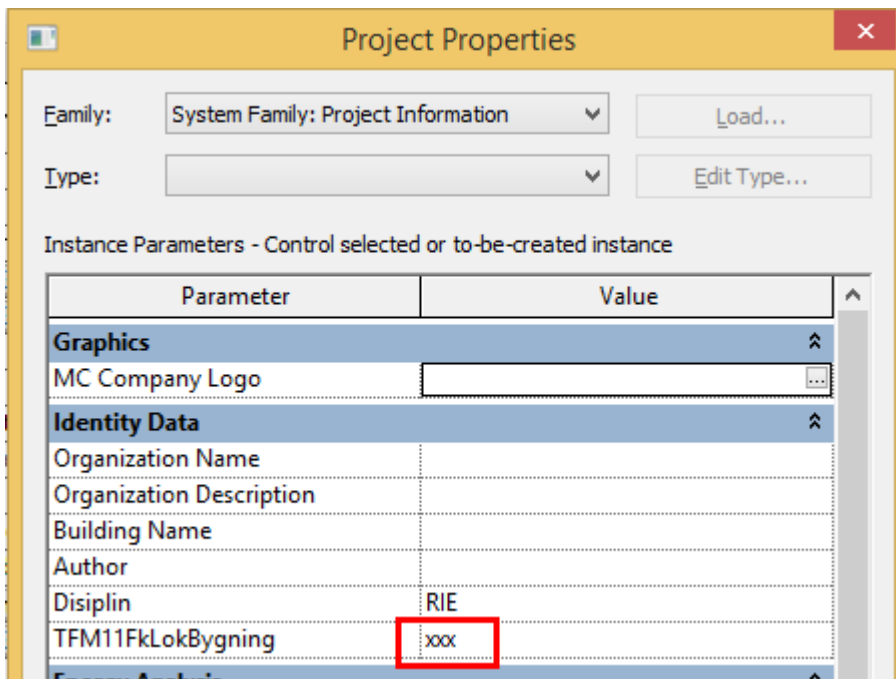 Project Properties
Family: System Family: Project Information Load...
Type: Edit Type...
Instance Parameters - Control selected or to-be-created instance
Parameter Value
Graphics
MC Company Logo ...
Identity Data
Organization Name
Organization Description
Building Name
Author
Disiplin RIE
TFM11FkLokBygning xxx
Energy Analysis